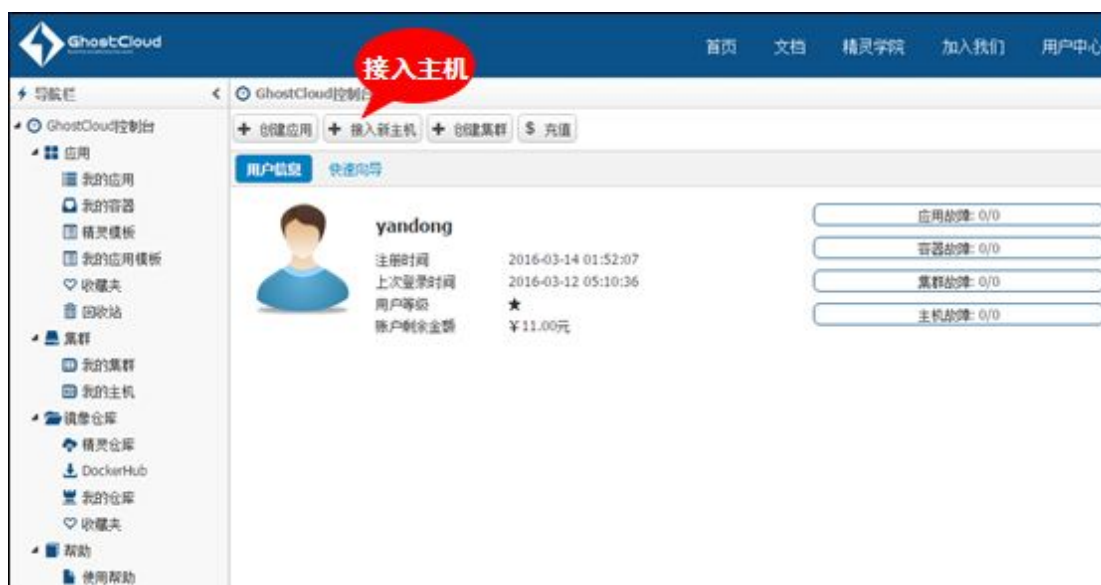 GhostCloud
首页 文档 精灵学院 加入我们 用户中心
接入主机
导航栏
GhostCloud控制台
应用
我的应用
我的容器
精灵模板
我的应用模板
收藏夹
回收站
集群
我的集群
我的主机
镜像仓库
精灵仓库
DockerHub
我的仓库
收藏夹
帮助
使用帮助
GhostCloud控制台
+ 创建应用 + 接入新主机 + 创建集群 $ 充值
用户信息 快速向导
yandong
注册时间 2016-03-14 01:52:07
上次登录时间 2016-03-12 05:10:36
用户等级 ★
账户剩余金额 ￥11.00元
应用故障: 0/0
容器故障: 0/0
集群故障: 0/0
主机故障: 0/0